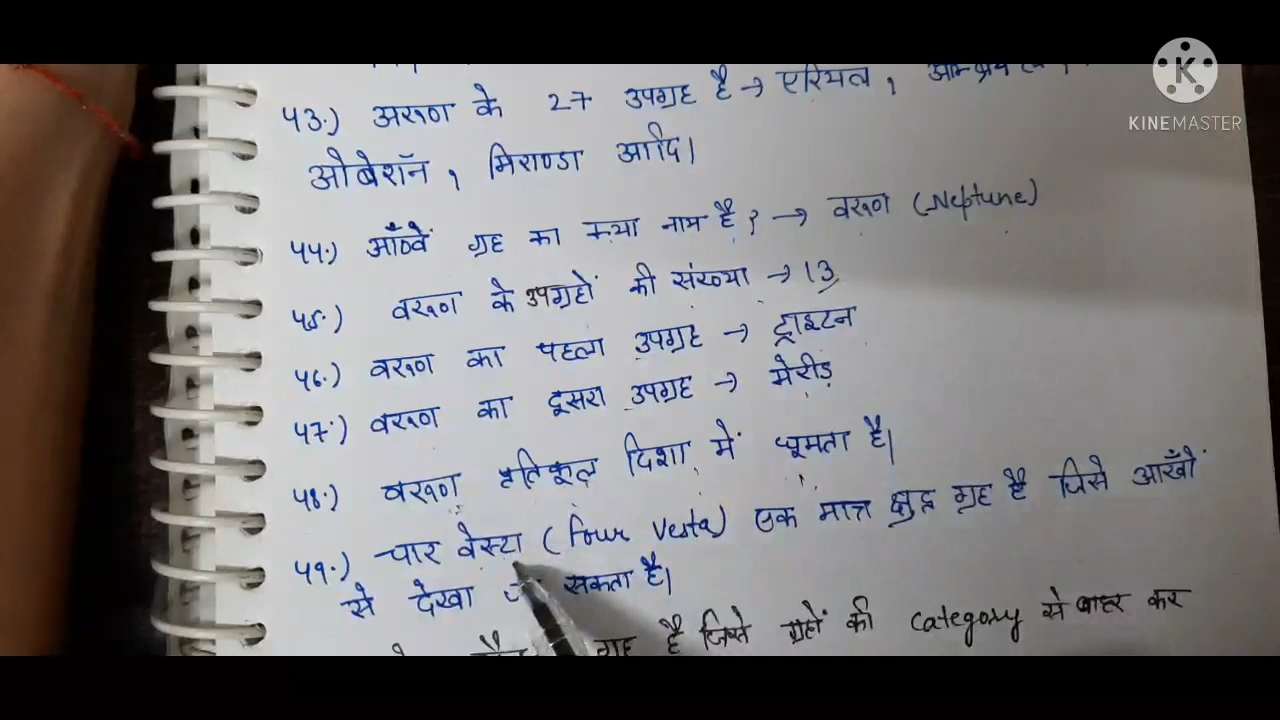 43.) अरूण के 27 उपग्रह है → एरियल,
ओबेरॉन, मिराण्डा आदि।
44.) आँठवें ग्रह का क्या नाम है? → वरूण (Neptune)
45.) वरूण के उपग्रहों की संख्या → 13
46.) वरूण का पहला उपग्रह → ट्राइटन
47.) वरूण का दूसरा उपग्रह → मेरीड़
48.) वरूण प्रतिकूल दिशा में घूमता है।
49.) चार वेस्टा (Four Vesta) एक मात्र क्षुद्र ग्रह है जिसे आखोँ
से देखा सकता है।
ग्रह है जिसे ग्रहों की category से बाहर कर
KINEMASTER